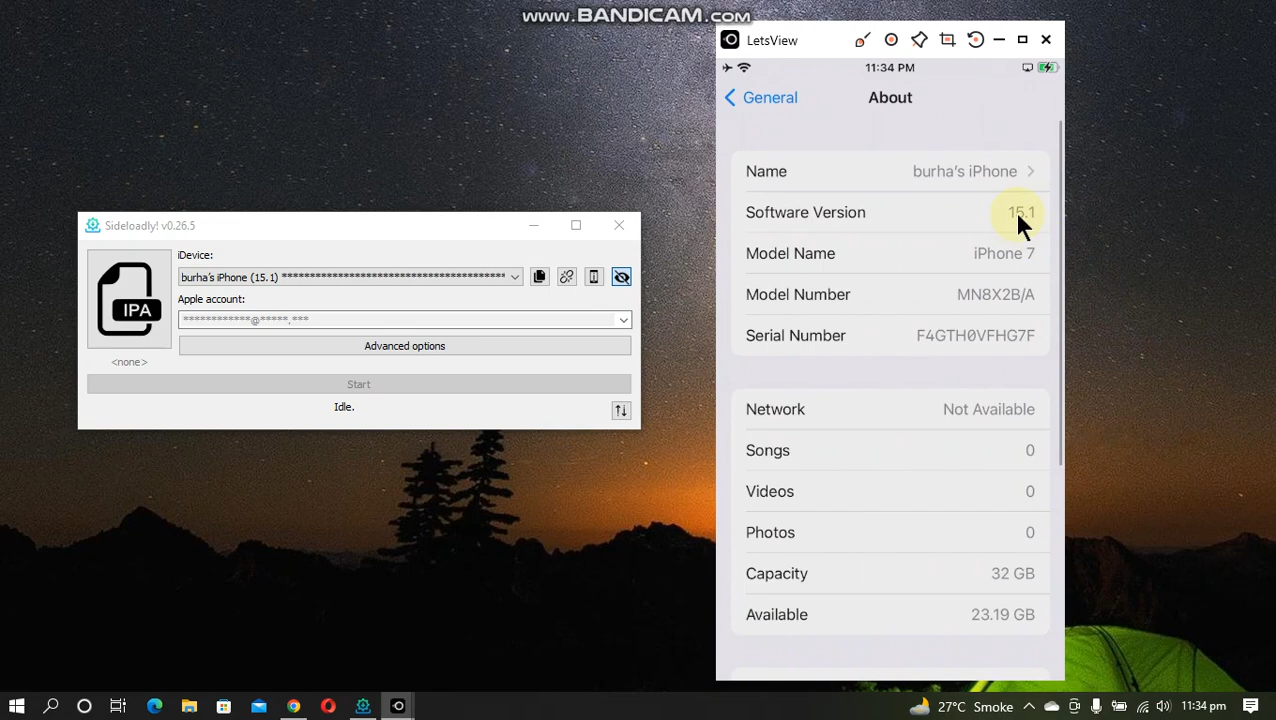 www.BANDICAM.com
LetsView
11:34 PM
General
About
Name
burha's iPhone
Software Version
15.1
Model Name
iPhone 7
Model Number
MN8X2B/A
Serial Number
F4GTH0VFHG7F
Network
Not Available
Songs
0
Videos
0
Photos
0
Capacity
32 GB
Available
23.19 GB
Sideloadly! v0.26.5
iDevice:
burha's iPhone (15.1) ****************************************
Apple account:
************@*****.***
IPA
Advanced options
<none>
Start
Idle.
27°C Smoke
11:34 pm